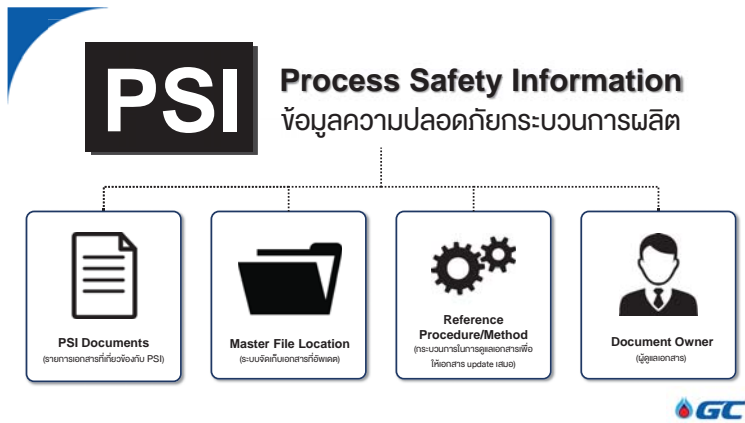 PSI
Process Safety Information
ข้อมูลความปลอดภัยกระบวนการผลิต
PSI Documents
(รายการเอกสารที่เกี่ยวข้องกับ PSI)
Master File Location
(ระบบจัดเก็บเอกสารที่อัพเดต)
Reference
Procedure/Method
(กระบวนการในการดูแลเอกสารเพื่อ
ให้เอกสาร update เสมอ)
Document Owner
(ผู้ดูแลเอกสาร)
GC